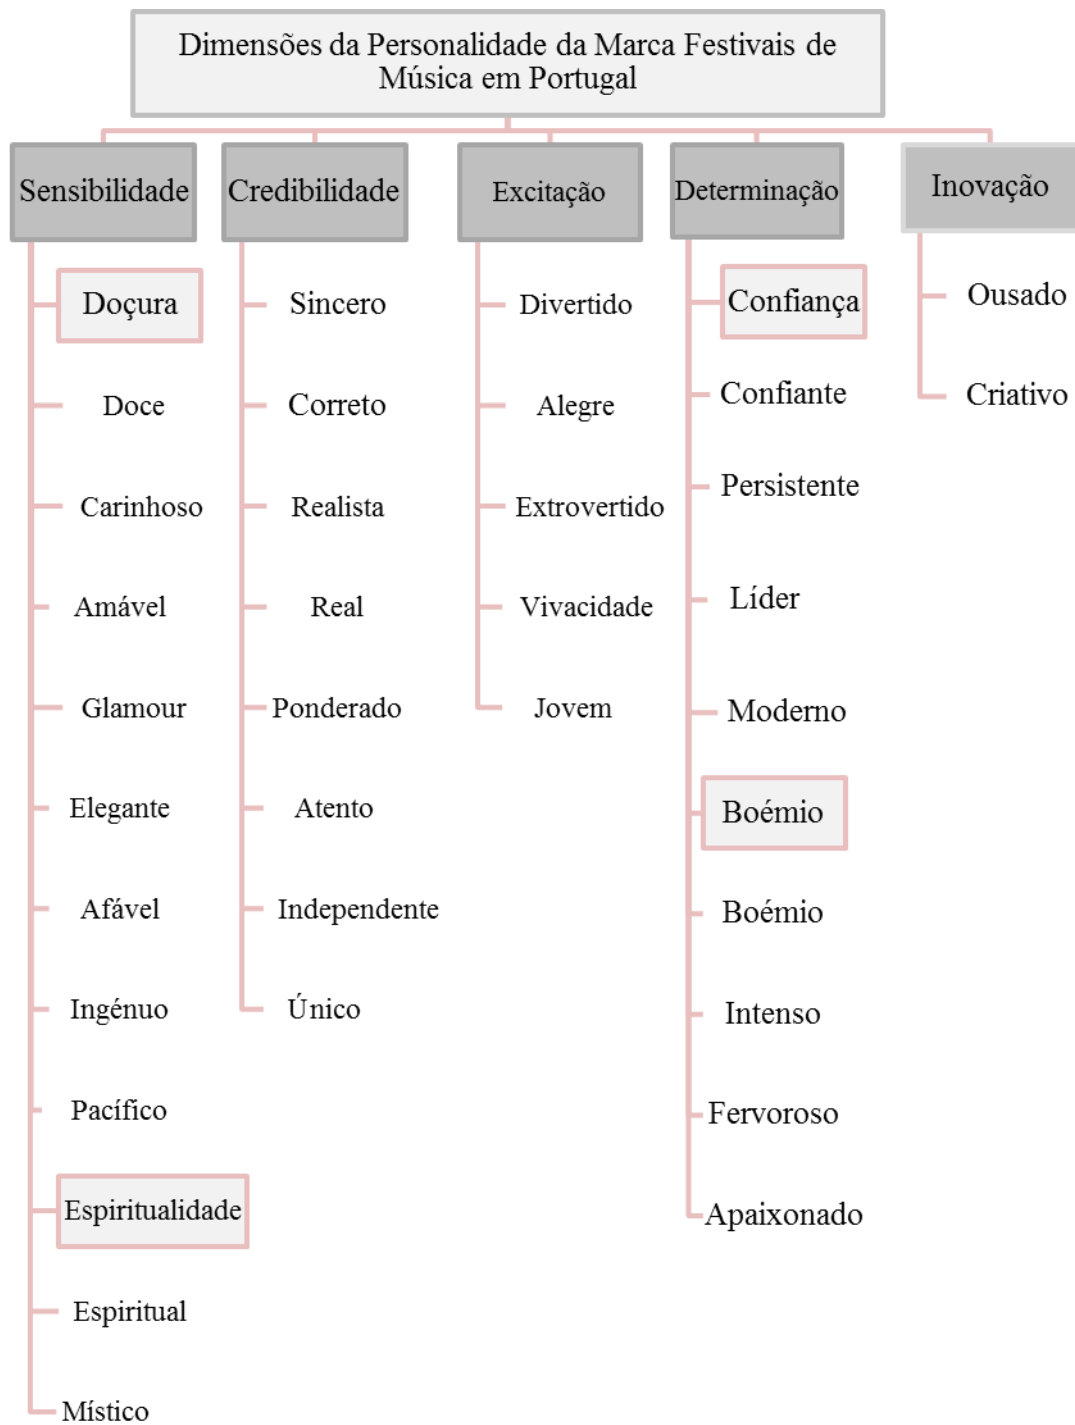 Dimensões da Personalidade da Marca Festivais de
Música em Portugal
Sensibilidade
Doçura
Doce
Carinhoso
Amável
Glamour
Elegante
Afável
Ingénuo
Pacífico
Espiritualidade
Espiritual
Místico
Credibilidade
Sincero
Correto
Realista
Real
Ponderado
Atento
Independente
Único
Excitação
Divertido
Alegre
Extrovertido
Vivacidade
Jovem
Determinação
Confiança
Confiante
Persistente
Líder
Moderno
Boémio
Boémio
Intenso
Fervoroso
Apaixonado
Inovação
Ousado
Criativo